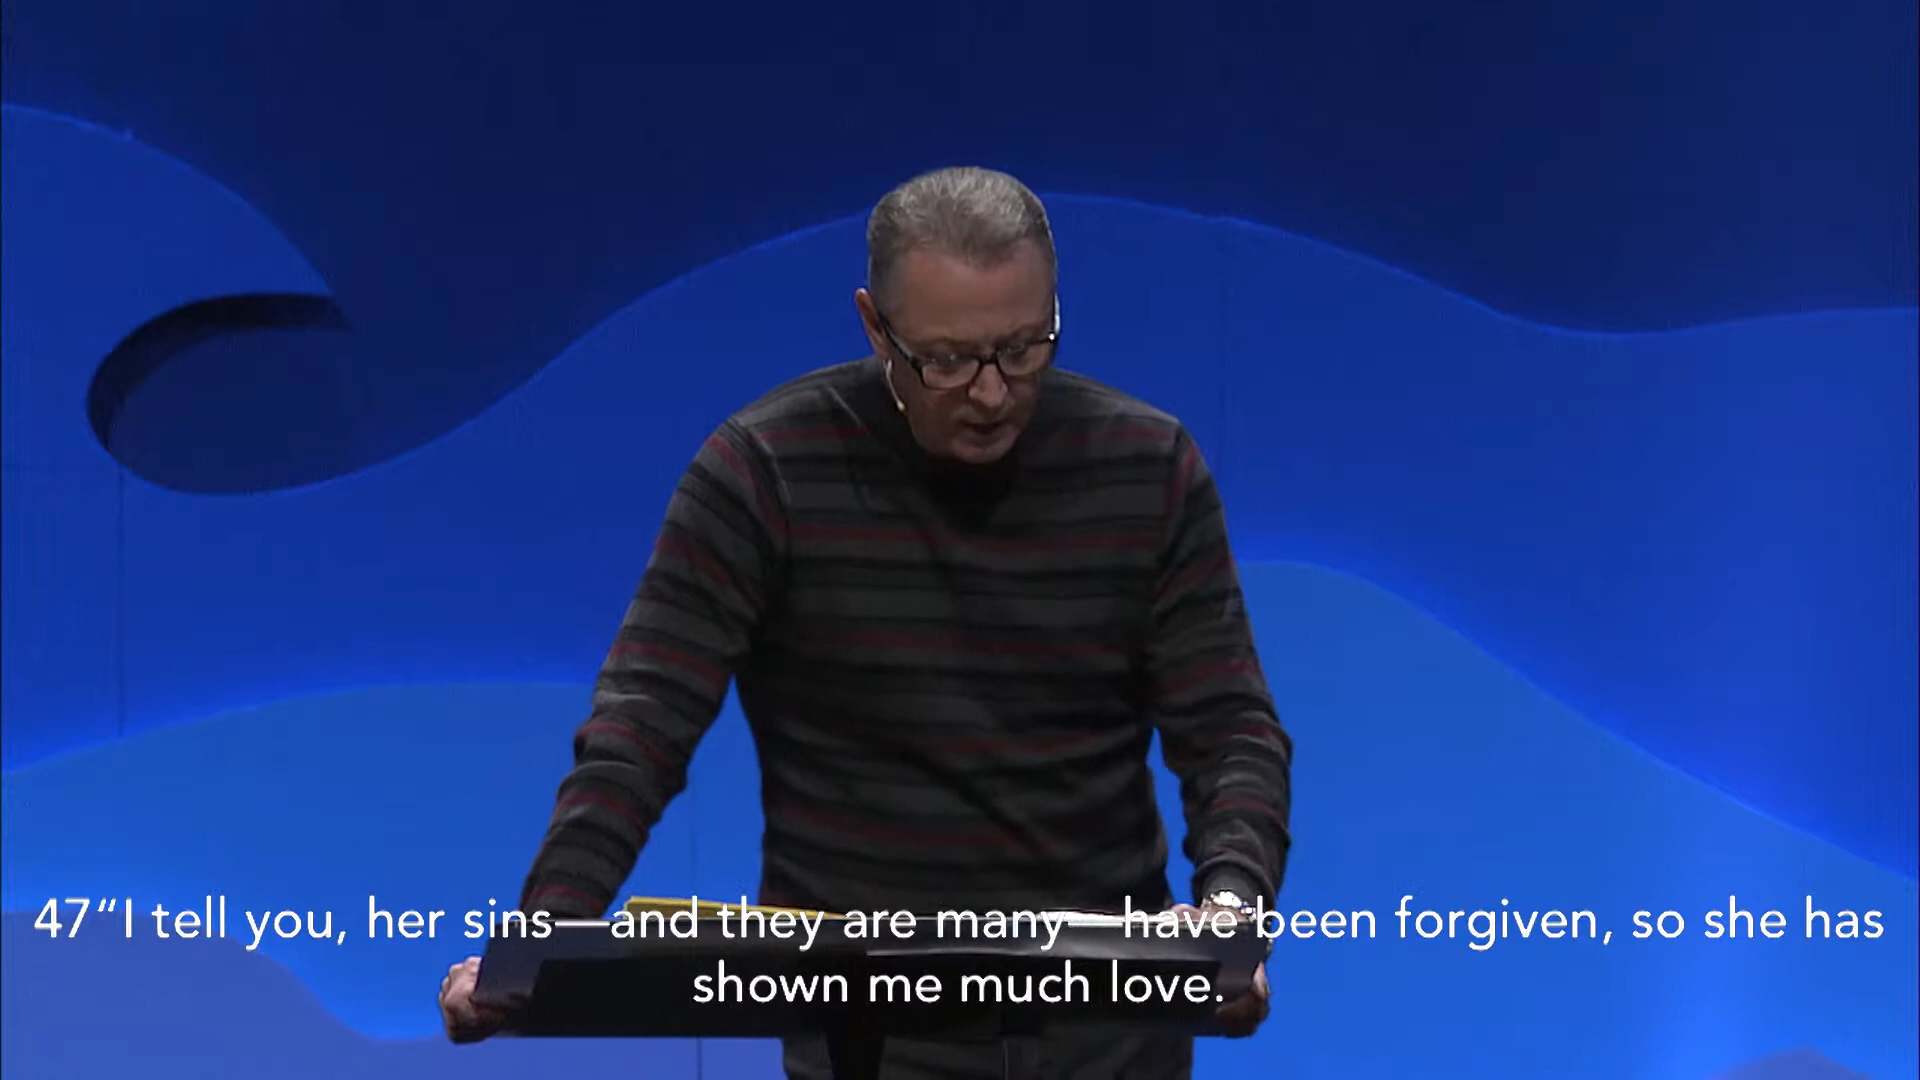 47“I tell you, her sins—and they are many—have been forgiven, so she has
shown me much love.